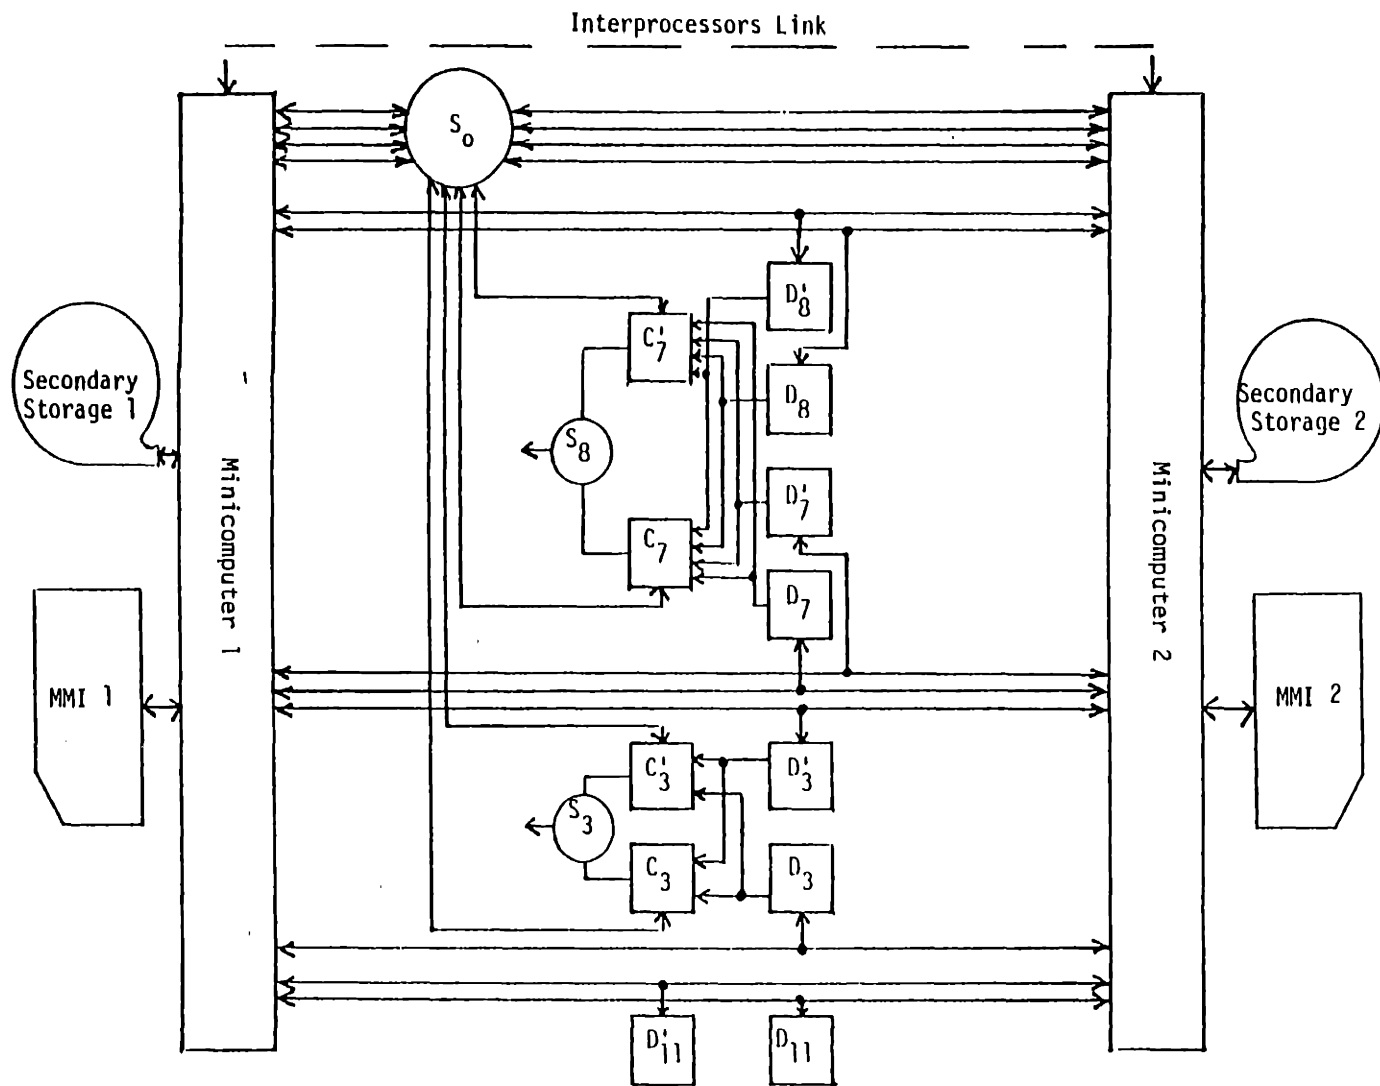 Interprocessors Link
S₀
D'₈
C'₇
Secondary
Storage 1
D₈
Secondary
Storage 2
S₈
Minicomputer 1
Minicomputer 2
D'₇
C₇
D₇
MMI 1
MMI 2
C'₃
D'₃
S₃
C₃
D₃
D'₁₁
D₁₁